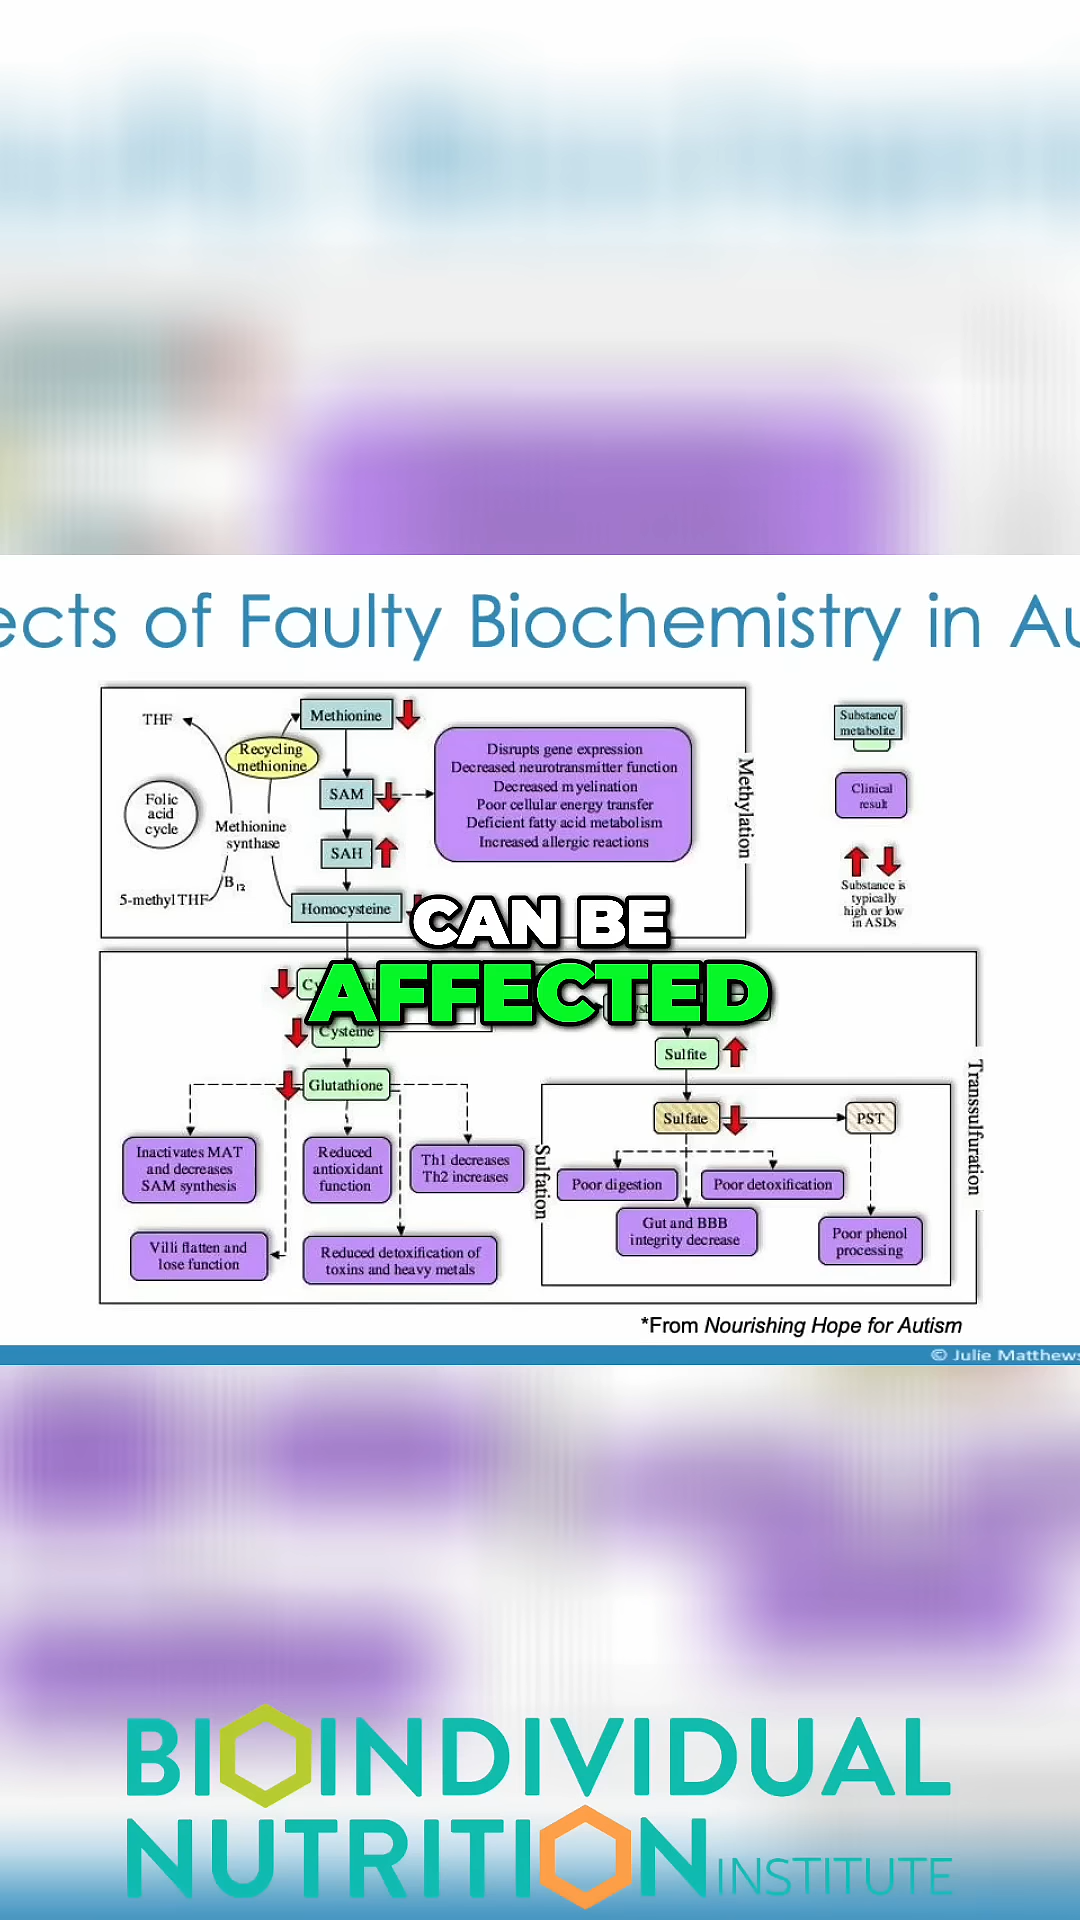 ects of Faulty Biochemistry in Au
THF
Methionine
Recycling
methionine
Folic
acid
cycle
SAM
Methionine
synthase
SAH
B12
5-methyl THF
Homocysteine
Disrupts gene expression
Decreased neurotransmitter function
Decreased myelination
Poor cellular energy transfer
Deficient fatty acid metabolism
Increased allergic reactions
Methylation
Substance/
metabolite
Clinical
result
Substance is
typically
high or low
in ASDs
CAN BE
AFFECTED
Cysteine
Glutathione
Sulfite
Sulfate
PST
Transsulfuration
Sulfation
Inactivates MAT
and decreases
SAM synthesis
Reduced
antioxidant
function
Th1 decreases
Th2 increases
Villi flatten and
lose function
Reduced detoxification of
toxins and heavy metals
Poor digestion
Poor detoxification
Gut and BBB
integrity decrease
Poor phenol
processing
*From Nourishing Hope for Autism
© Julie Matthews
BIOINDIVIDUAL
NUTRITION INSTITUTE